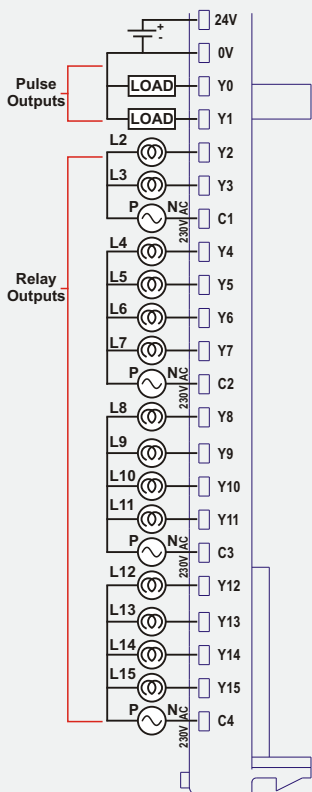 + 24V
-
0V
Pulse
Outputs
LOAD Y0
LOAD Y1
L2 Y2
L3 Y3
P N 230V AC C1
L4 Y4
L5 Y5
Relay
Outputs
L6 Y6
L7 Y7
P N 230V AC C2
L8 Y8
L9 Y9
L10 Y10
L11 Y11
P N 230V AC C3
L12 Y12
L13 Y13
L14 Y14
L15 Y15
P N 230V AC C4